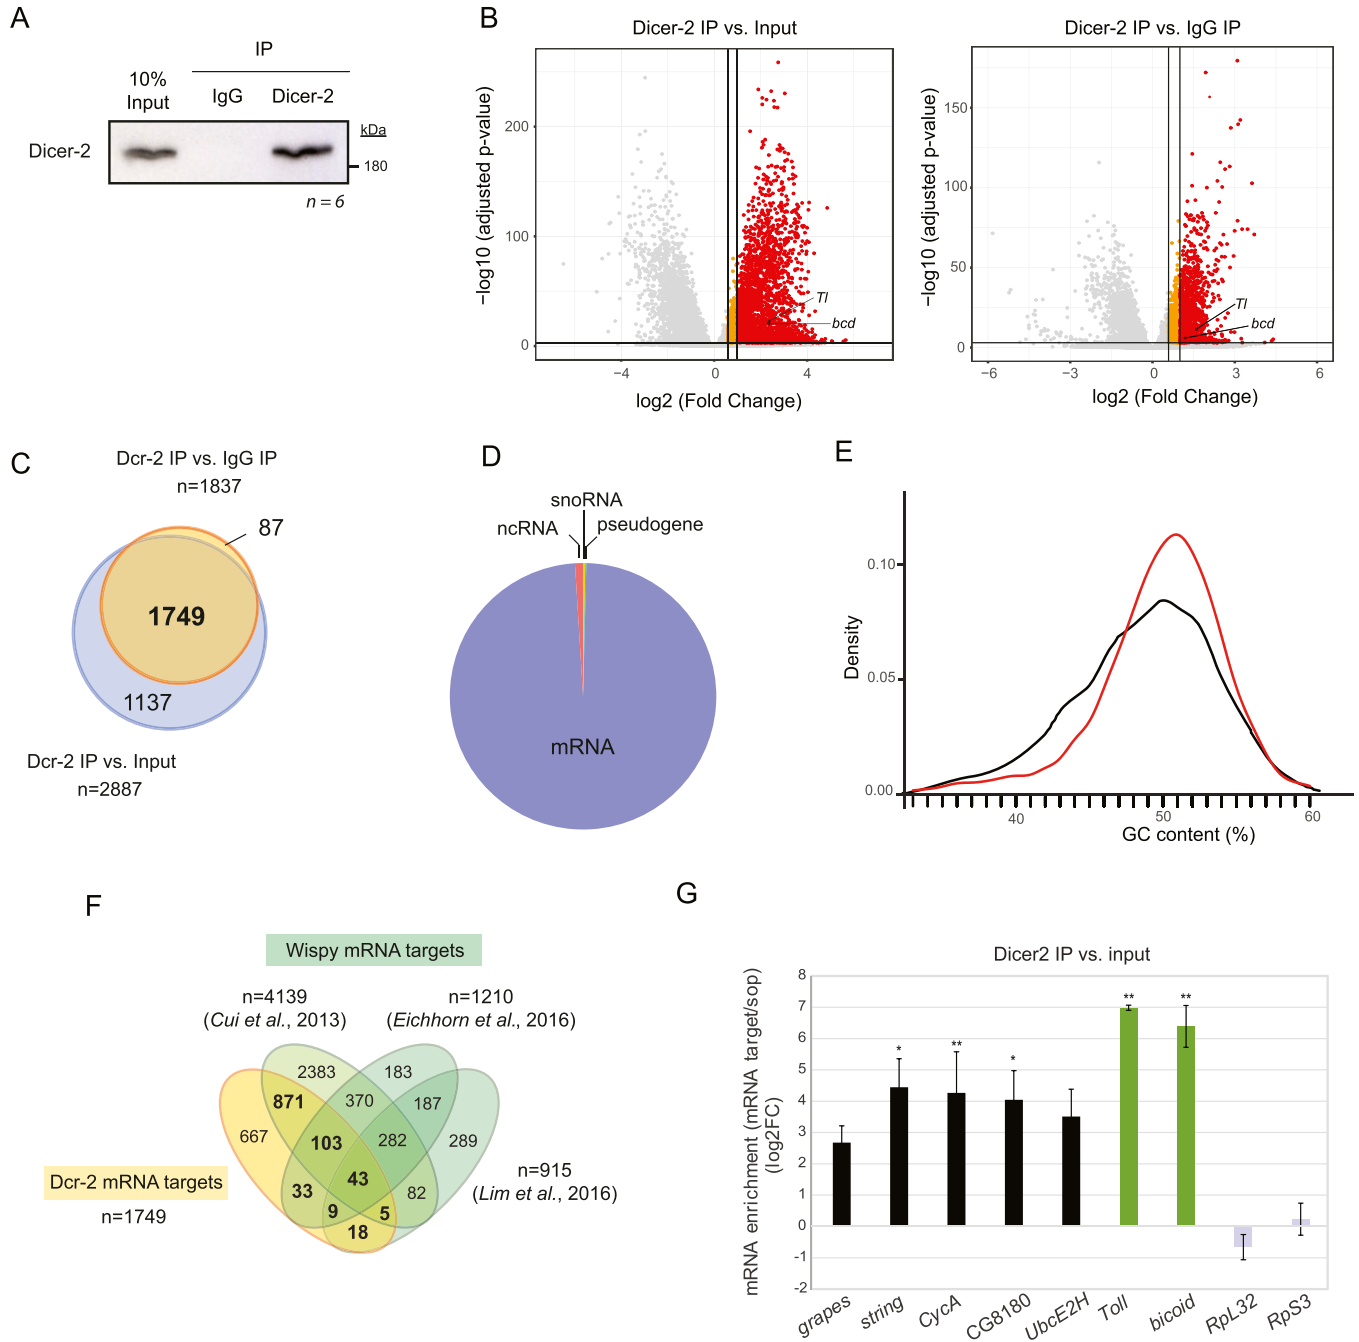 A
IP
10%
Input
IgG
Dicer-2
Dicer-2
kDa
180
n = 6
B
Dicer-2 IP vs. Input
−log10 (adjusted p-value)
200
100
0
−4
0
4
Tl
bcd
log2 (Fold Change)
Dicer-2 IP vs. IgG IP
−log10 (adjusted p-value)
150
100
50
0
−6
−3
0
3
6
Tl
bcd
log2 (Fold Change)
C
Dcr-2 IP vs. IgG IP
n=1837
87
1749
1137
Dcr-2 IP vs. Input
n=2887
D
snoRNA
ncRNA
pseudogene
mRNA
E
Density
0.10
0.05
0.00
40
50
60
GC content (%)
F
Wispy mRNA targets
n=4139
(Cui et al., 2013)
n=1210
(Eichhorn et al., 2016)
2383
183
871
370
187
667
103
282
289
43
33
82
9
5
18
n=915
(Lim et al., 2016)
Dcr-2 mRNA targets
n=1749
G
Dicer2 IP vs. input
mRNA enrichment (mRNA target/sop)
(log2FC)
8
7
6
5
4
3
2
1
0
-1
-2
*
**
*
**
**
grapes
string
CycA
CG8180
UbcE2H
Toll
bicoid
RpL32
RpS3